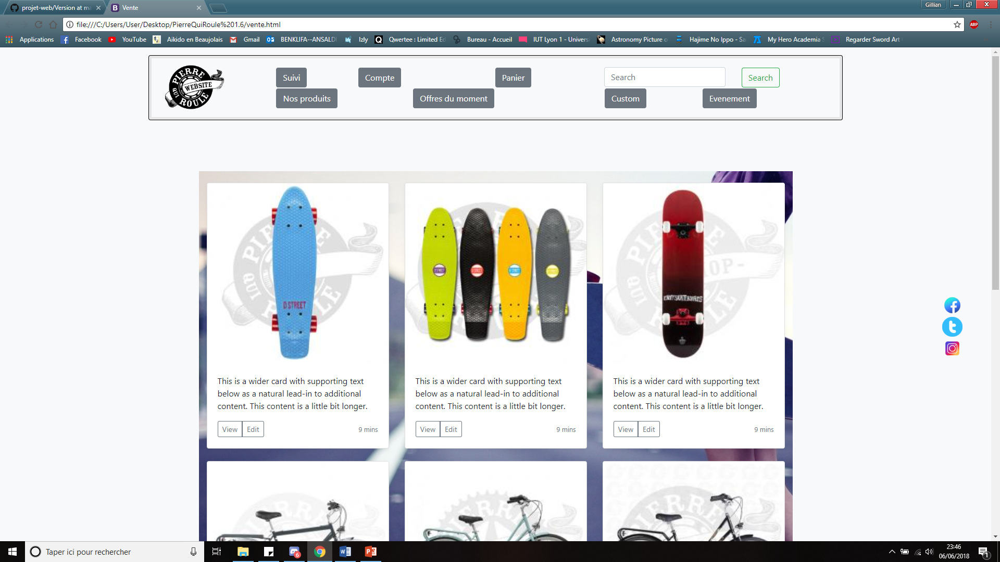 projet-web/Version at ma
Vente
Gillian
file:///C:/Users/User/Desktop/PierreQuiRoule%201.6/vente.html
ABP
Applications Facebook YouTube Aikido en Beaujolais Gmail BENKLIFA--ANSALDI Izly Qwertee : Limited Ed Bureau - Accueil IUT Lyon 1 - Univers Astronomy Picture o Hajime No Ippo - Sa My Hero Academia S Regarder Sword Art
PIERRE
WEBSITE
QUI ROULE
Suivi Compte Panier Search Search
Nos produits Offres du moment Custom Evenement
D STREET
This is a wider card with supporting text
below as a natural lead-in to additional
content. This content is a little bit longer.
View Edit 9 mins
This is a wider card with supporting text
below as a natural lead-in to additional
content. This content is a little bit longer.
View Edit 9 mins
This is a wider card with supporting text
below as a natural lead-in to additional
content. This content is a little bit longer.
View Edit 9 mins
Taper ici pour rechercher
6
23:46
06/06/2018
1